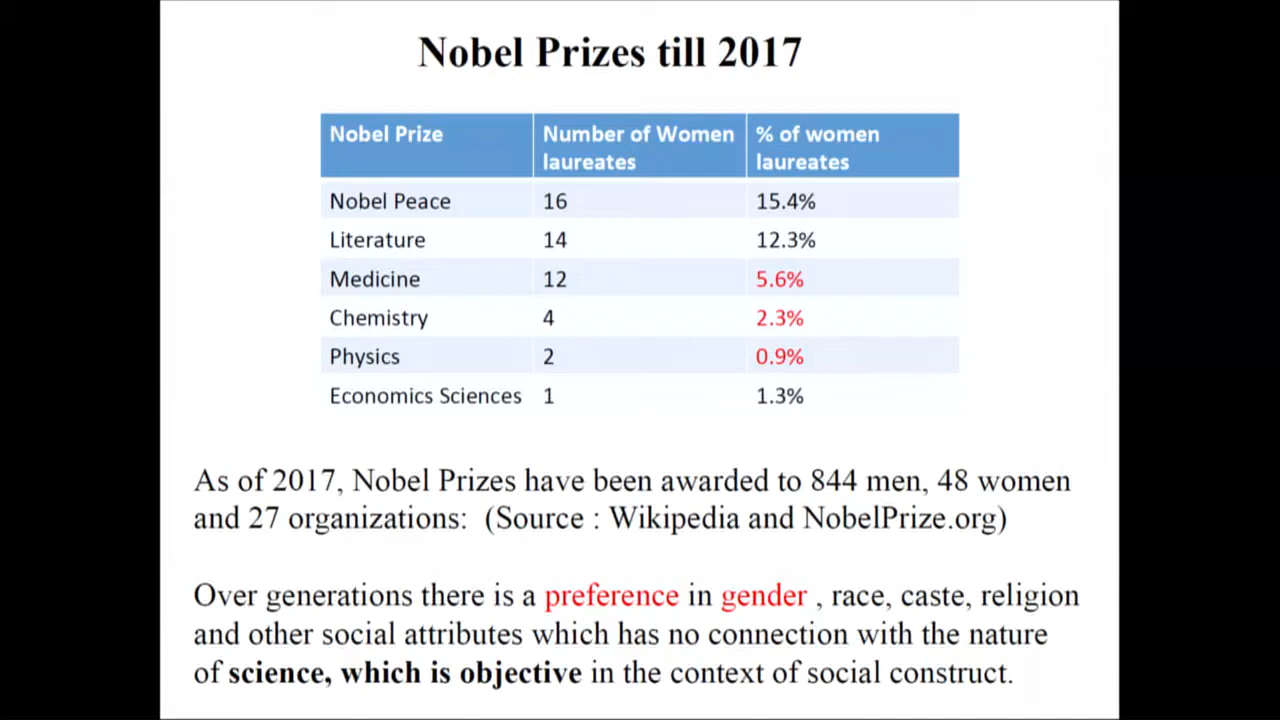 Nobel Prizes till 2017
Nobel Prize Number of Women laureates % of women laureates
Nobel Peace 16 15.4%
Literature 14 12.3%
Medicine 12 5.6%
Chemistry 4 2.3%
Physics 2 0.9%
Economics Sciences 1 1.3%
As of 2017, Nobel Prizes have been awarded to 844 men, 48 women
and 27 organizations: (Source : Wikipedia and NobelPrize.org)
Over generations there is a preference in gender , race, caste, religion
and other social attributes which has no connection with the nature
of science, which is objective in the context of social construct.